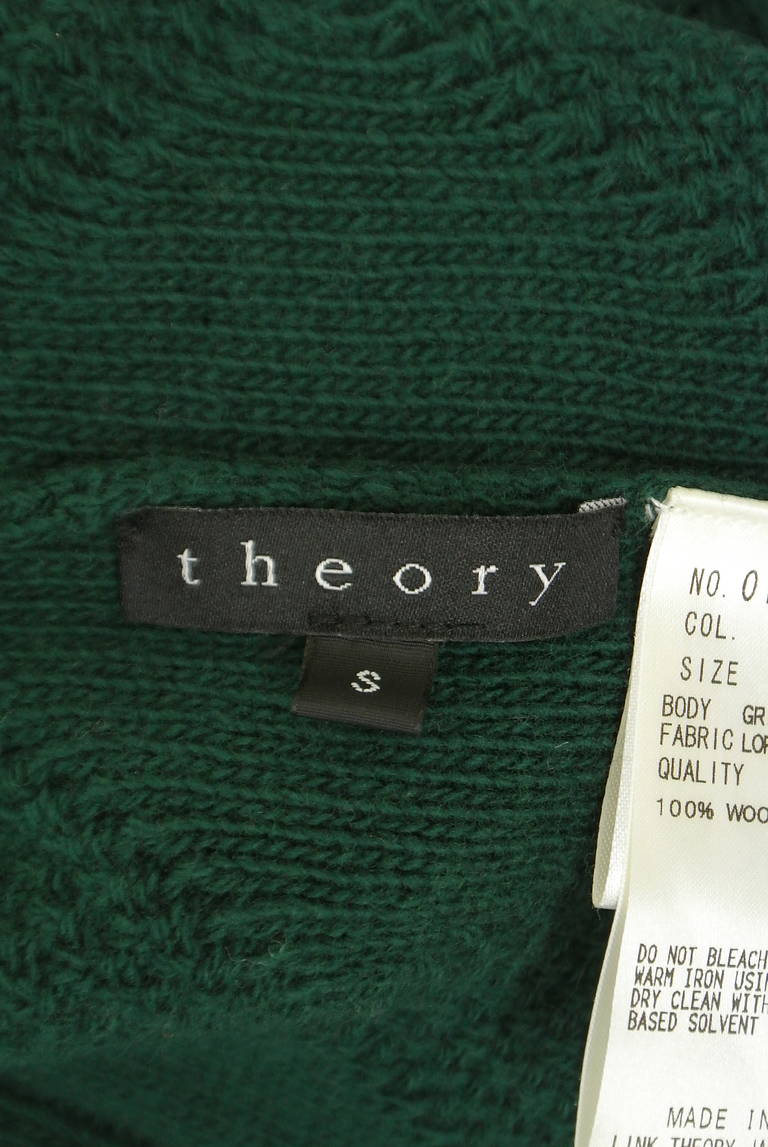 theory
S
NO. 0
COL.
SIZE
BODY GR
FABRIC LO
QUALITY
100% WOO
DO NOT BLEACH
WARM IRON USI
DRY CLEAN WITH
BASED SOLVENT
MADE IN
LINK THEORY